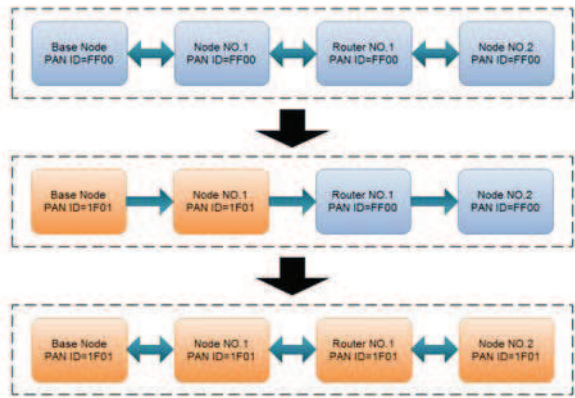 Base Node
PAN ID=FF00
Node NO.1
PAN ID=FF00
Router NO.1
PAN ID=FF00
Node NO.2
PAN ID=FF00
Base Node
PAN ID=1F01
Node NO.1
PAN ID=1F01
Router NO.1
PAN ID=FF00
Node NO.2
PAN ID=FF00
Base Node
PAN ID=1F01
Node NO.1
PAN ID=1F01
Router NO.1
PAN ID=1F01
Node NO.2
PAN ID=1F01